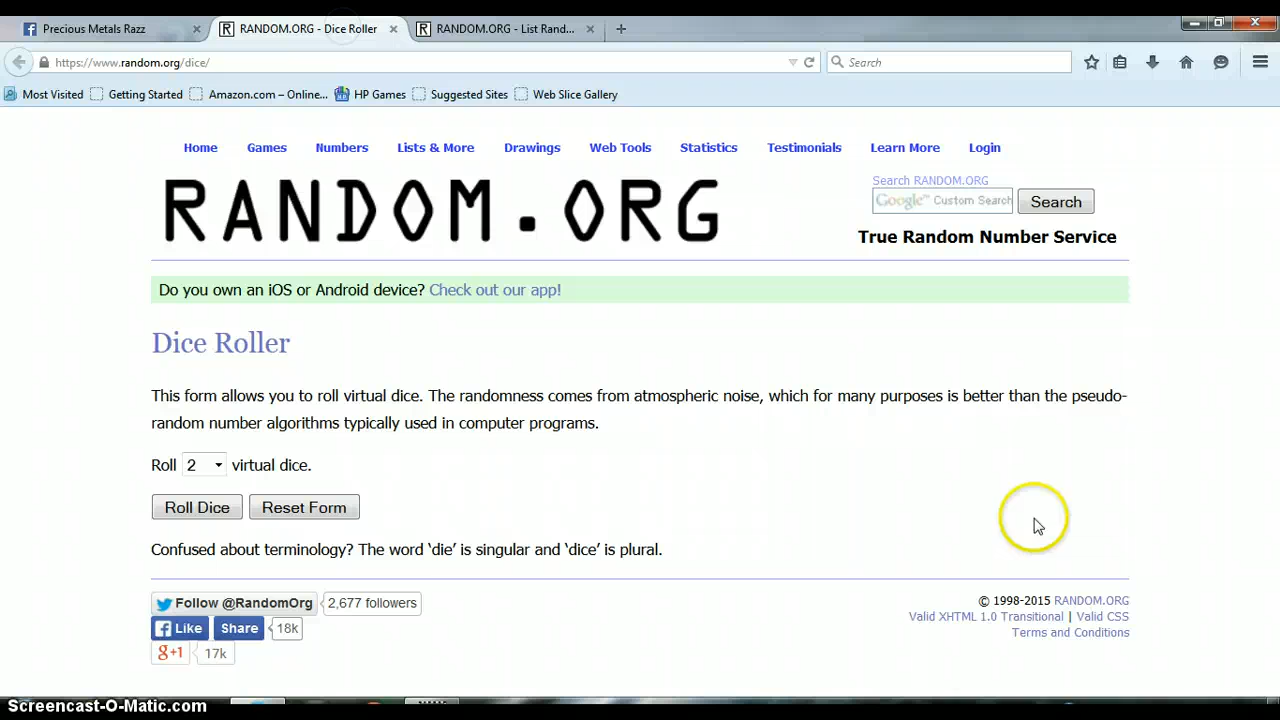 Precious Metals Razz
RANDOM.ORG - Dice Roller
RANDOM.ORG - List Rand...
https://www.random.org/dice/
Search
Most Visited
Getting Started
Amazon.com – Online...
HP Games
Suggested Sites
Web Slice Gallery
Home Games Numbers Lists & More Drawings Web Tools Statistics Testimonials Learn More Login
RANDOM.ORG
Search RANDOM.ORG
Google™ Custom Search
Search
True Random Number Service
Do you own an iOS or Android device? Check out our app!
Dice Roller
This form allows you to roll virtual dice. The randomness comes from atmospheric noise, which for many purposes is better than the pseudo-
random number algorithms typically used in computer programs.
Roll 2 virtual dice.
Roll Dice Reset Form
Confused about terminology? The word ‘die’ is singular and ‘dice’ is plural.
Follow @RandomOrg 2,677 followers
Like Share 18k
g+1 17k
© 1998-2015 RANDOM.ORG
Valid XHTML 1.0 Transitional | Valid CSS
Terms and Conditions
Screencast-O-Matic.com